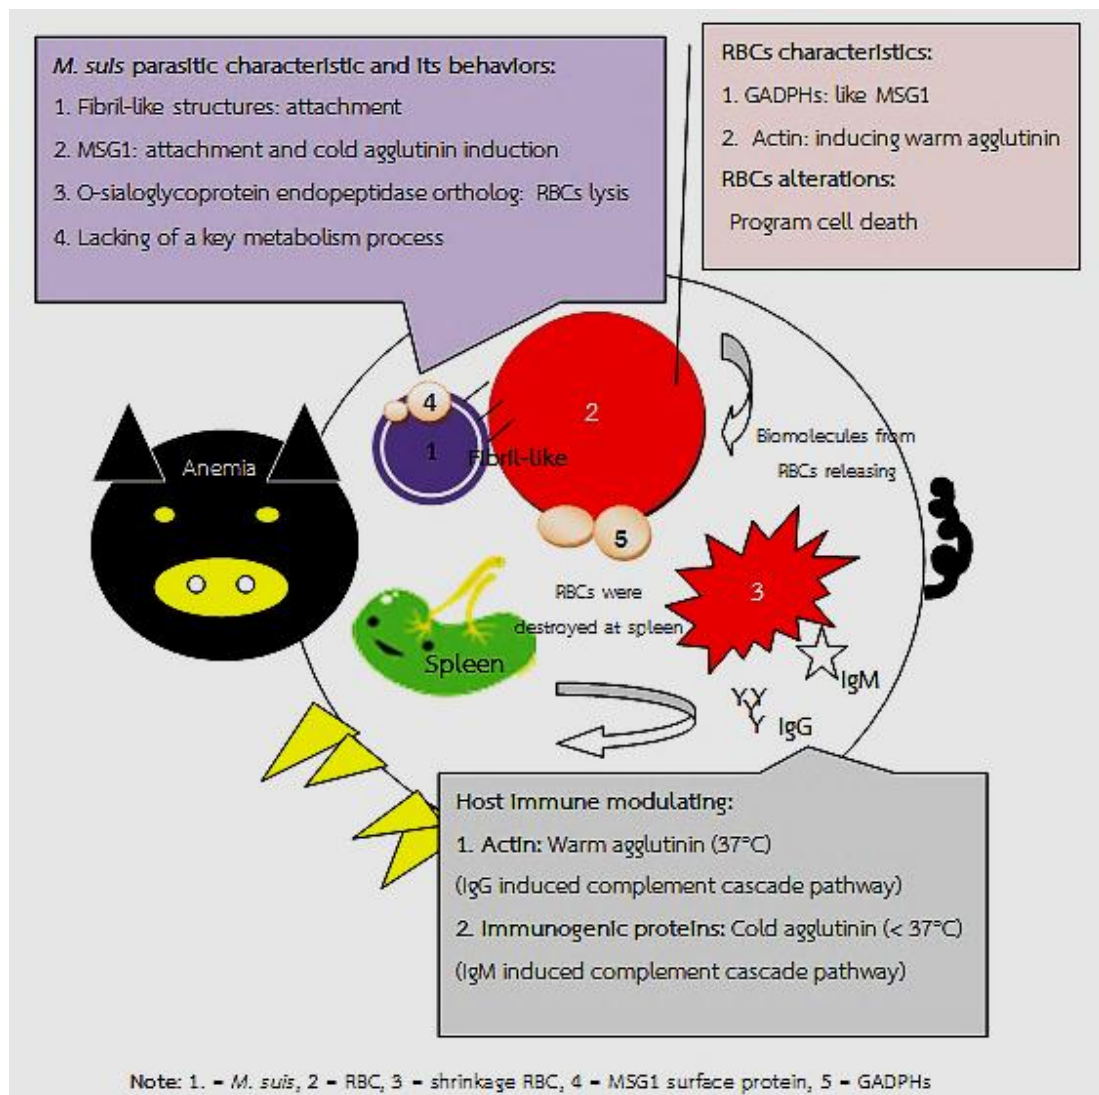 M. suis parasitic characteristic and its behaviors:
1. Fibril-like structures: attachment
2. MSG1: attachment and cold agglutinin induction
3. O-sialoglycoprotein endopeptidase ortholog: RBCs lysis
4. Lacking of a key metabolism process
RBCs characteristics:
1. GADPHs: like MSG1
2. Actin: inducing warm agglutinin
RBCs alterations:
Program cell death
4
2
1
Fibril-like
Biomolecules from
RBCs releasing
Anemia
5
3
RBCs were
destroyed at spleen
Spleen
IgM
IgG
Host immune modulating:
1. Actin: Warm agglutinin (37°C)
(IgG induced complement cascade pathway)
2. Immunogenic proteins: Cold agglutinin (< 37°C)
(IgM induced complement cascade pathway)
Note: 1. = M. suis, 2 = RBC, 3 = shrinkage RBC, 4 = MSG1 surface protein, 5 = GADPHs